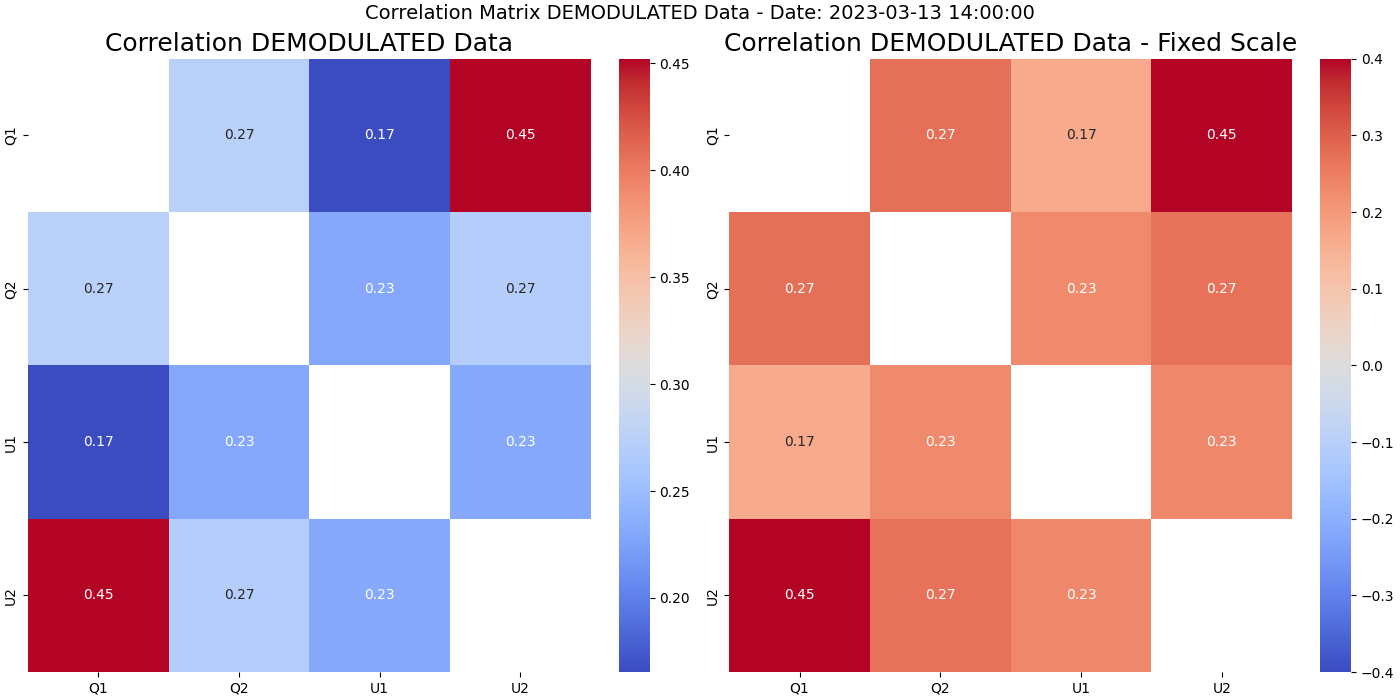 Correlation Matrix DEMODULATED Data - Date: 2023-03-13 14:00:00
Correlation DEMODULATED Data
Q1
0.27 0.17 0.45
Q2
0.27 0.23 0.27
U1
0.17 0.23 0.23
U2
0.45 0.27 0.23
Q1 Q2 U1 U2
0.45
0.40
0.35
0.30
0.25
0.20
Correlation DEMODULATED Data - Fixed Scale
Q1
0.27 0.17 0.45
Q2
0.27 0.23 0.27
U1
0.17 0.23 0.23
U2
0.45 0.27 0.23
Q1 Q2 U1 U2
0.4
0.3
0.2
0.1
0.0
−0.1
−0.2
−0.3
−0.4